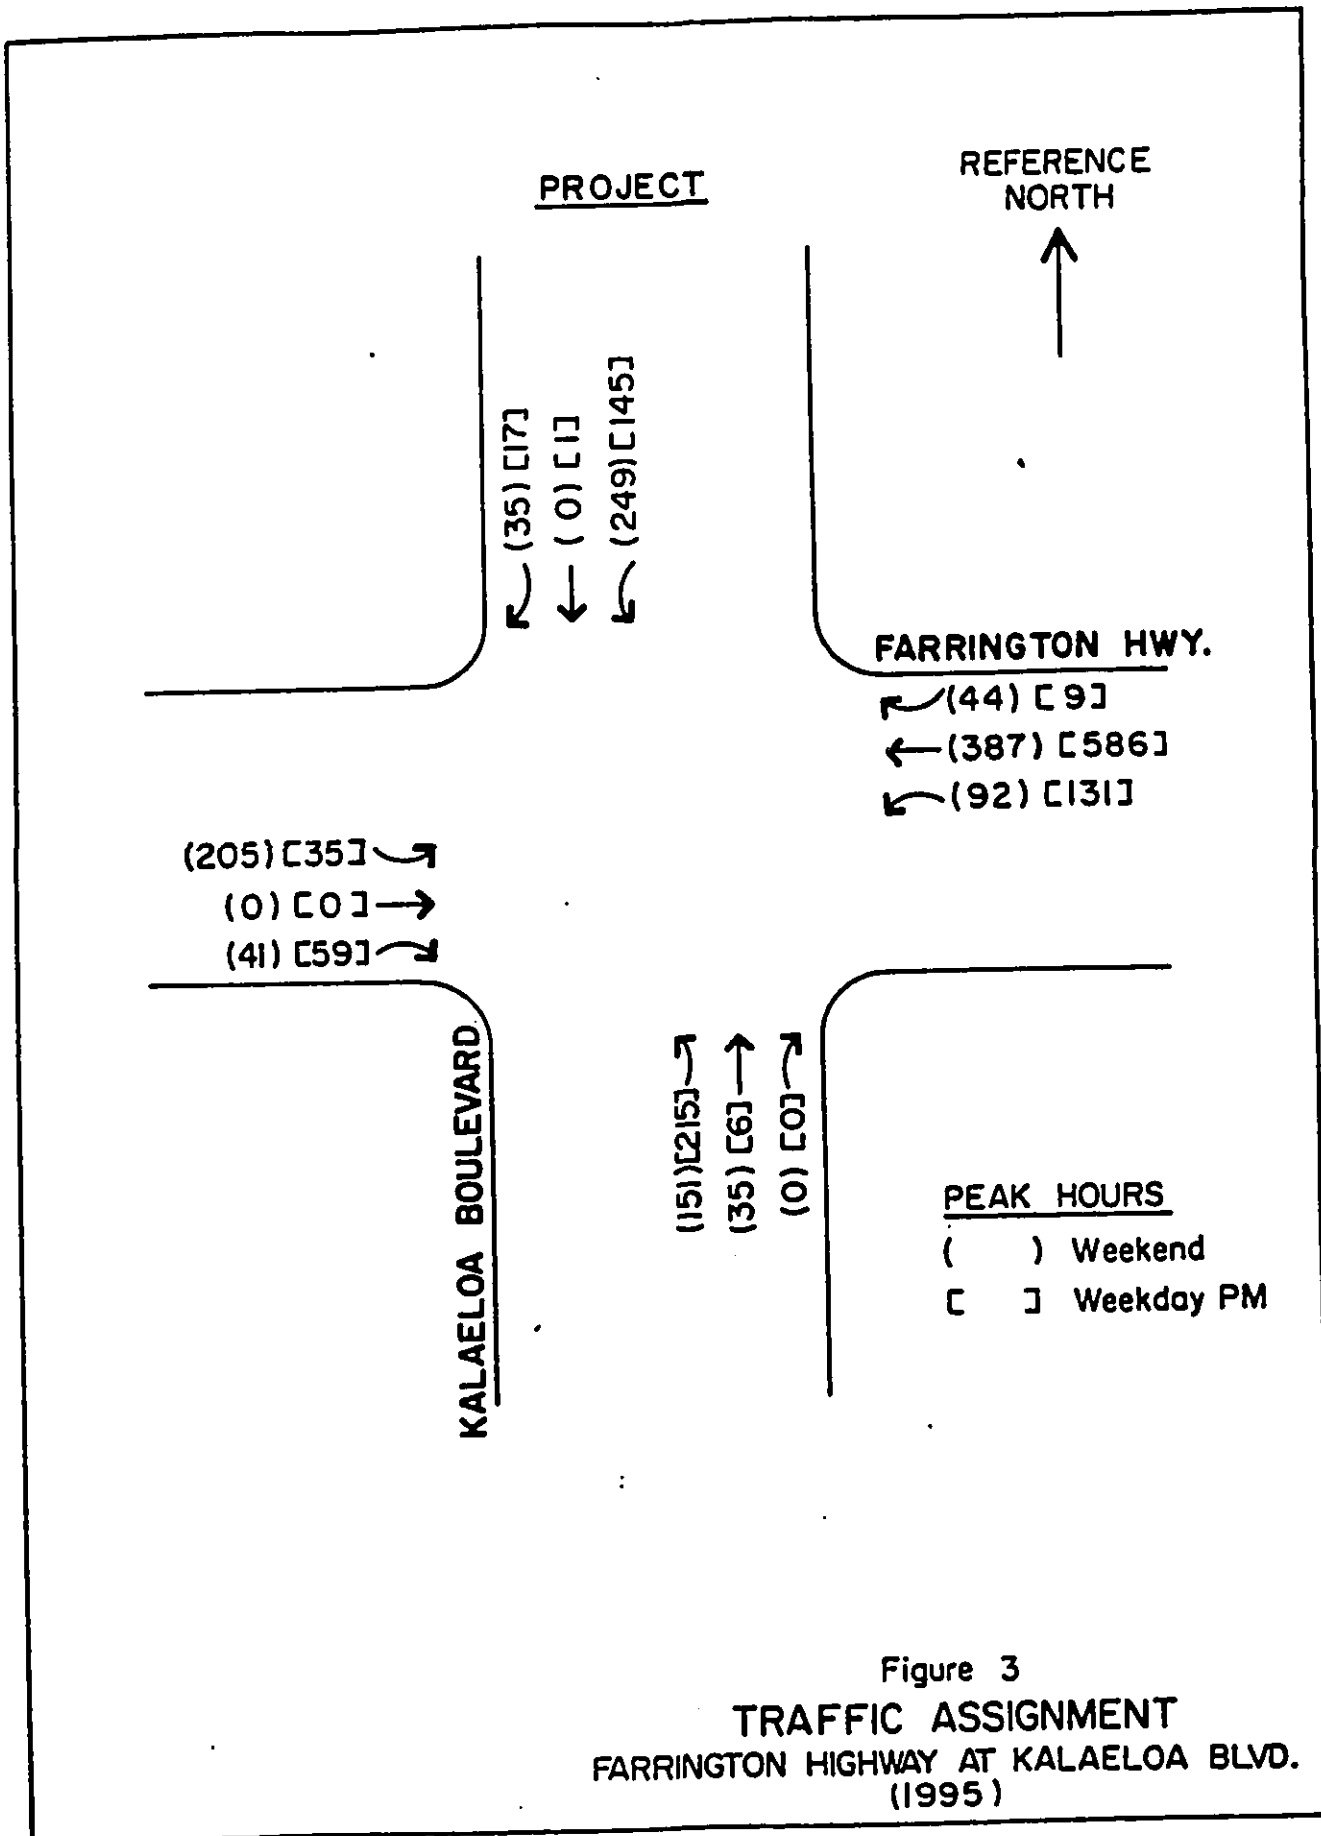 PROJECT
REFERENCE
NORTH
(35) [17]
(0) [1]
(249) [145]
FARRINGTON HWY.
(44) [9]
(387) [586]
(92) [131]
(205) [35]
(0) [0]
(41) [59]
KALAELOA BOULEVARD
(151) [215]
(35) [6]
(0) [0]
PEAK HOURS
( ) Weekend
[ ] Weekday PM
Figure 3
TRAFFIC ASSIGNMENT
FARRINGTON HIGHWAY AT KALAELOA BLVD.
(1995)